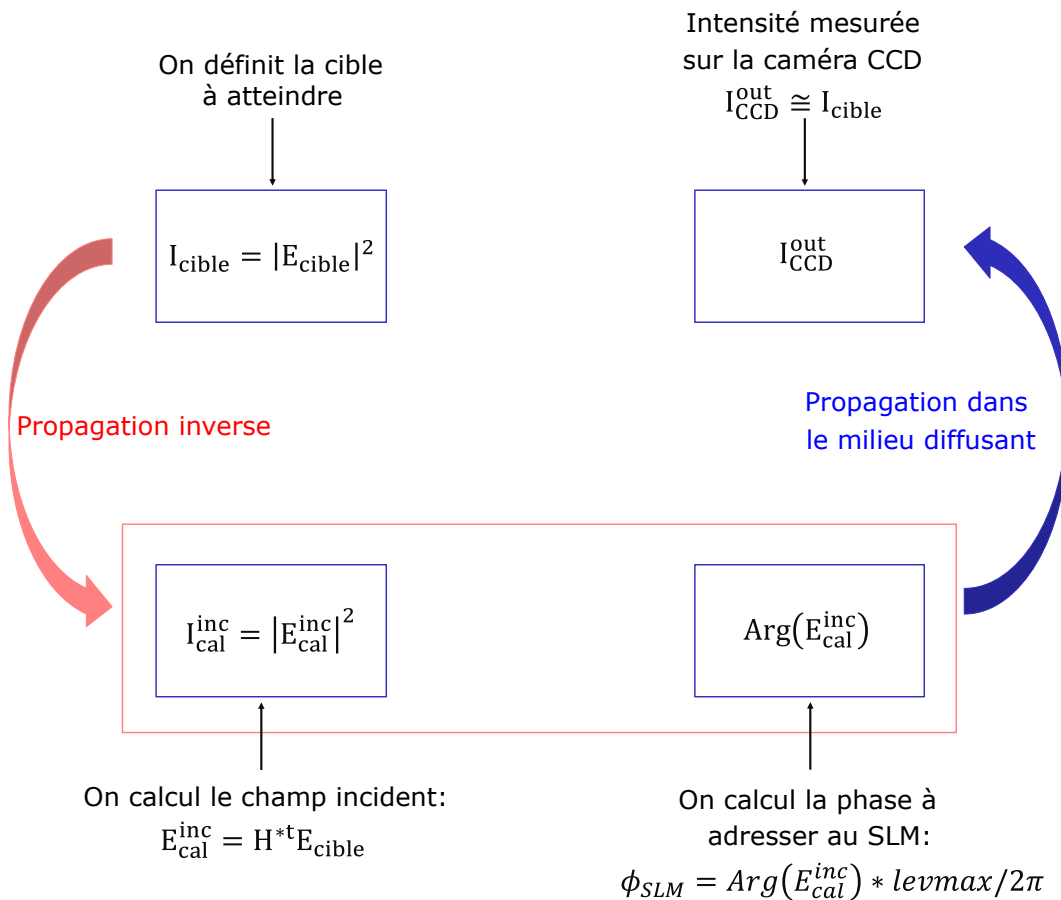 On définit la cible
à atteindre
I_cible = |E_cible|²
Intensité mesurée
sur la caméra CCD
I_CCD^out ≅ I_cible
I_CCD^out
Propagation inverse
Propagation dans
le milieu diffusant
I_cal^inc = |E_cal^inc|²
Arg(E_cal^inc)
On calcul le champ incident:
E_cal^inc = H^*t E_cible
On calcul la phase à
adresser au SLM:
ϕ_SLM = Arg(E_cal^inc) * levmax/2π